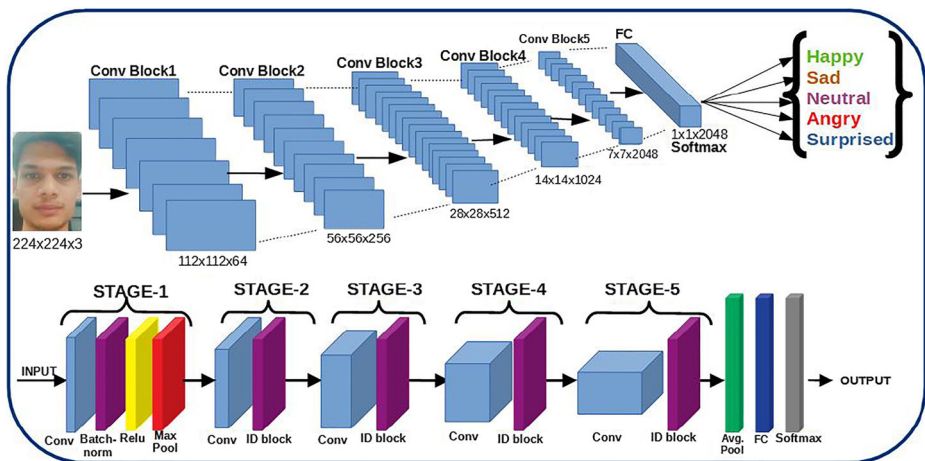 Conv Block1
Conv Block2
Conv Block3
Conv Block4
Conv Block5
FC
Happy
Sad
Neutral
Angry
Surprised
224x224x3
112x112x64
56x56x256
28x28x512
14x14x1024
7x7x2048
1x1x2048
Softmax
STAGE-1
STAGE-2
STAGE-3
STAGE-4
STAGE-5
INPUT
OUTPUT
Conv
Batch-
norm
Relu
Max
Pool
Conv
ID block
Conv
ID block
Conv
ID block
Conv
ID block
Avg.
Pool
FC
Softmax